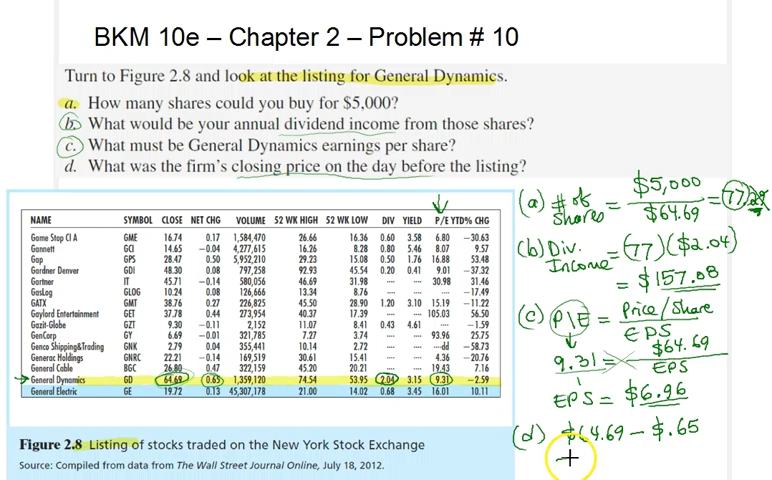 BKM 10e – Chapter 2 – Problem # 10
Turn to Figure 2.8 and look at the listing for General Dynamics.
a. How many shares could you buy for $5,000?
b. What would be your annual dividend income from those shares?
c. What must be General Dynamics earnings per share?
d. What was the firm's closing price on the day before the listing?
NAME SYMBOL CLOSE NET CHG VOLUME 52 WK HIGH 52 WK LOW DIV YIELD P/E YTD% CHG
Game Stop Cl A GME 16.74 0.17 1,584,470 26.66 16.36 0.60 3.58 6.80 −30.63
Gannett GCI 14.65 −0.04 4,277,615 16.26 8.28 0.80 5.46 8.07 9.57
Gap GPS 28.47 0.50 5,952,210 29.23 15.08 0.50 1.76 16.88 53.48
Gardner Denver GDI 48.30 0.08 797,258 92.93 45.54 0.20 0.41 9.01 −37.32
Gartner IT 45.71 −0.14 580,056 46.69 31.98 .... .... 30.98 31.46
GasLog GLOG 10.24 0.08 126,666 13.34 8.76 .... .... ... −17.49
GATX GMT 38.76 0.27 226,825 45.50 28.90 1.20 3.10 15.19 −11.22
Gaylord Entertainment GET 37.78 0.44 273,954 40.37 17.39 .... .... 105.03 56.50
Gazit-Globe GZT 9.30 −0.11 2,152 11.07 8.41 0.43 4.61 ... −1.59
GenCorp GY 6.69 −0.01 321,785 7.27 3.74 .... .... 93.96 25.75
Genco Shipping&Trading GNK 2.79 0.04 355,441 10.14 2.72 .... .... ...dd −58.73
Generac Holdings GNRC 22.21 −0.14 169,519 30.61 15.41 .... .... 4.36 −20.76
General Cable BGC 26.80 0.47 322,159 45.20 20.21 .... .... 19.43 7.16
General Dynamics GD 64.69 0.65 1,359,120 74.54 53.95 2.04 3.15 9.31 −2.59
General Electric GE 19.72 0.13 45,307,178 21.00 14.02 0.68 3.45 16.01 10.11
Figure 2.8 Listing of stocks traded on the New York Stock Exchange
Source: Compiled from data from The Wall Street Journal Online, July 18, 2012.
(a) # of Shares = $5,000 / $64.69 = 77.29
(b) Div. Income = (77)($2.04)
= $157.08
(c) P\E = Price/Share / EPS
9.31 = $64.69 / EPS
EPS = $6.96
(d) $64.69 − $.65